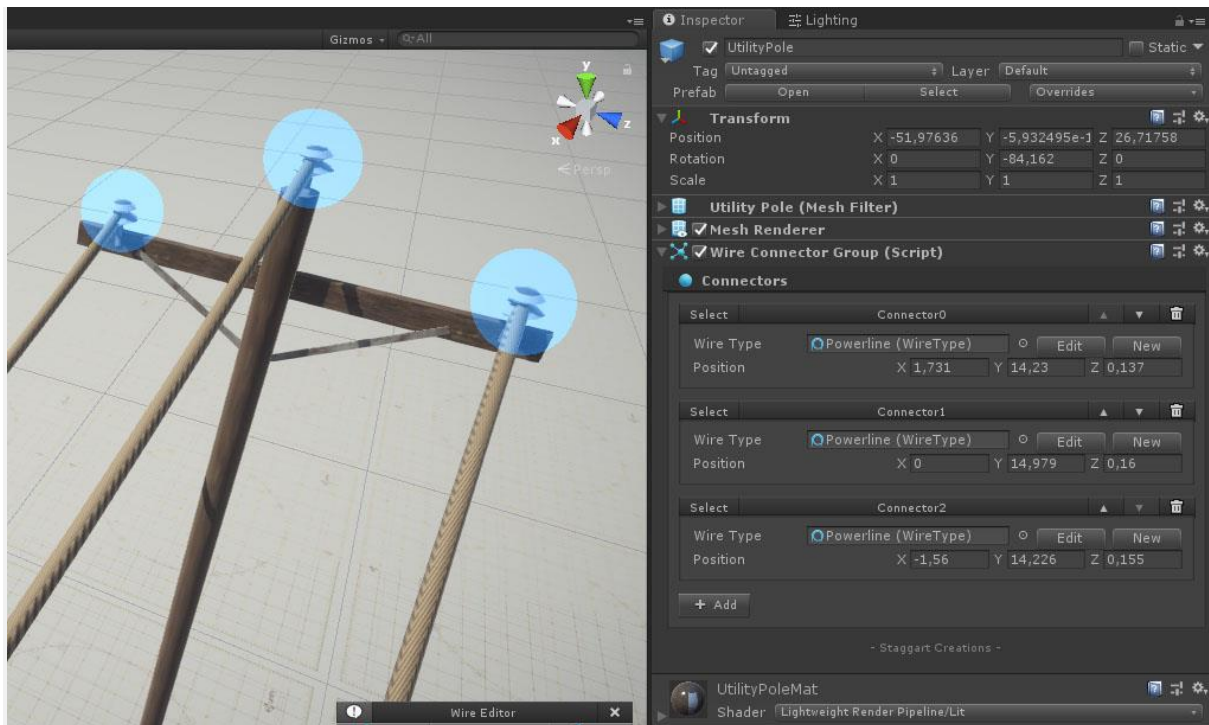 Gizmos
All
y
x
z
Persp
Wire Editor
Inspector
Lighting
UtilityPole
Static
Tag Untagged Layer Default
Prefab Open Select Overrides
Transform
Position X -51,97636 Y -5,932495e-1 Z 26,71758
Rotation X 0 Y -84,162 Z 0
Scale X 1 Y 1 Z 1
Utility Pole (Mesh Filter)
Mesh Renderer
Wire Connector Group (Script)
Connectors
Select Connector0
Wire Type Powerline (WireType) Edit New
Position X 1,731 Y 14,23 Z 0,137
Select Connector1
Wire Type Powerline (WireType) Edit New
Position X 0 Y 14,979 Z 0,16
Select Connector2
Wire Type Powerline (WireType) Edit New
Position X -1,56 Y 14,226 Z 0,155
+ Add
- Staggart Creations -
UtilityPoleMat
Shader Lightweight Render Pipeline/Lit